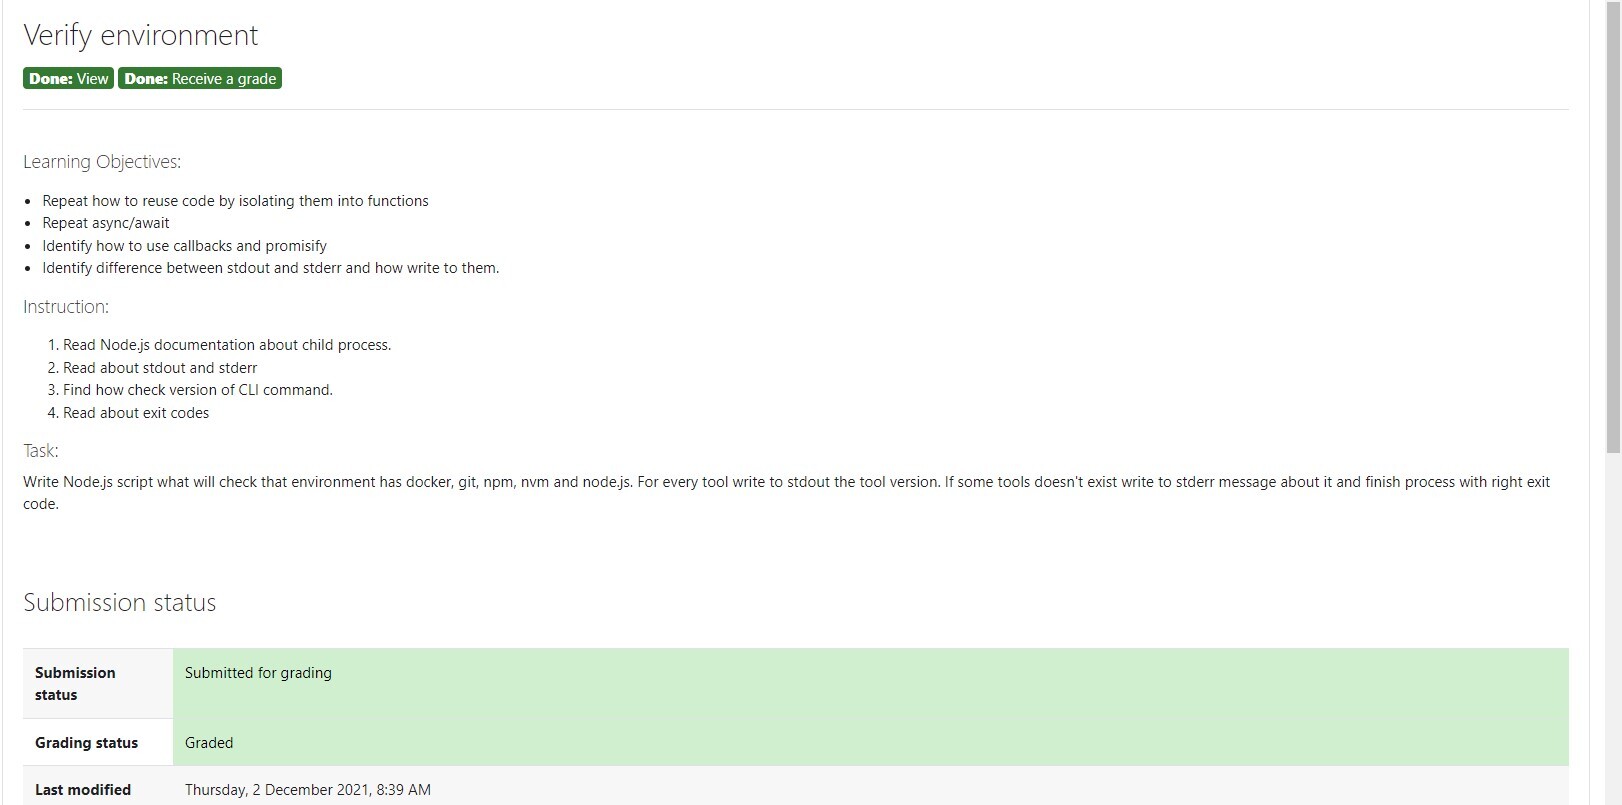 Verify environment
Done: View Done: Receive a grade
Learning Objectives:
• Repeat how to reuse code by isolating them into functions
• Repeat async/await
• Identify how to use callbacks and promisify
• Identify difference between stdout and stderr and how write to them.
Instruction:
1. Read Node.js documentation about child process.
2. Read about stdout and stderr
3. Find how check version of CLI command.
4. Read about exit codes
Task:
Write Node.js script what will check that environment has docker, git, npm, nvm and node.js. For every tool write to stdout the tool version. If some tools doesn't exist write to stderr message about it and finish process with right exit
code.
Submission status
Submission status Submitted for grading
Grading status Graded
Last modified Thursday, 2 December 2021, 8:39 AM